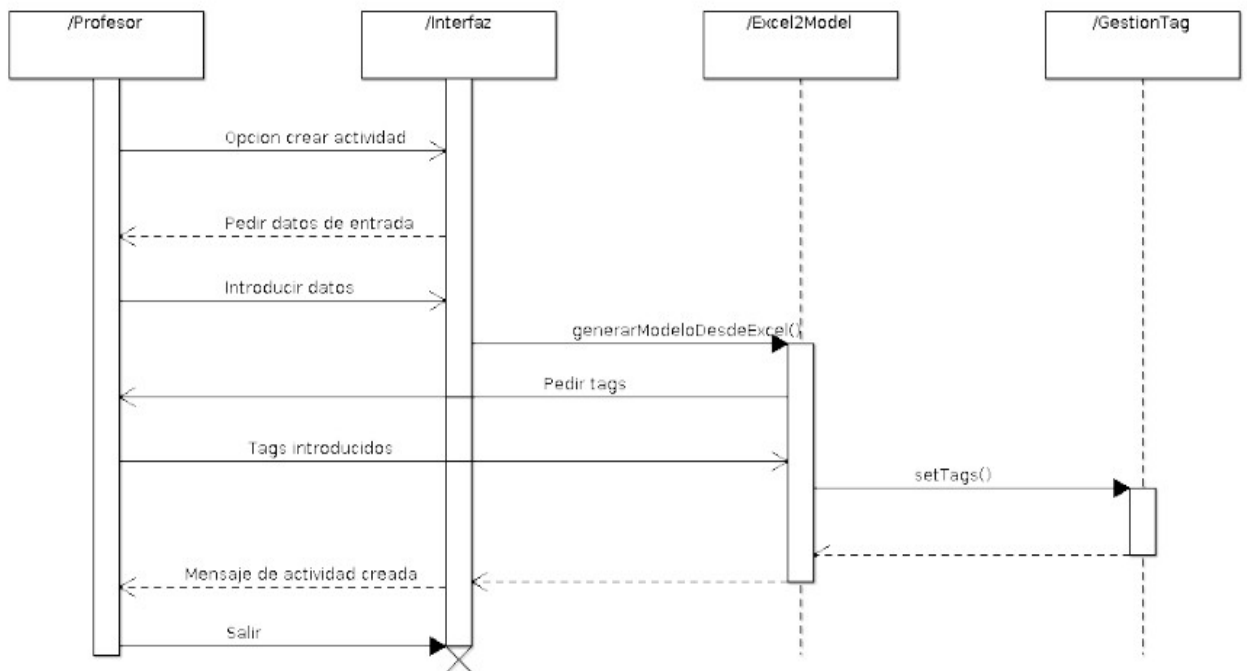 /Profesor
/Interfaz
/Excel2Model
/GestionTag
Opcion crear actividad
Pedir datos de entrada
Introducir datos
generarModeloDesdeExcel()
Pedir tags
Tags introducidos
setTags()
Mensaje de actividad creada
Salir